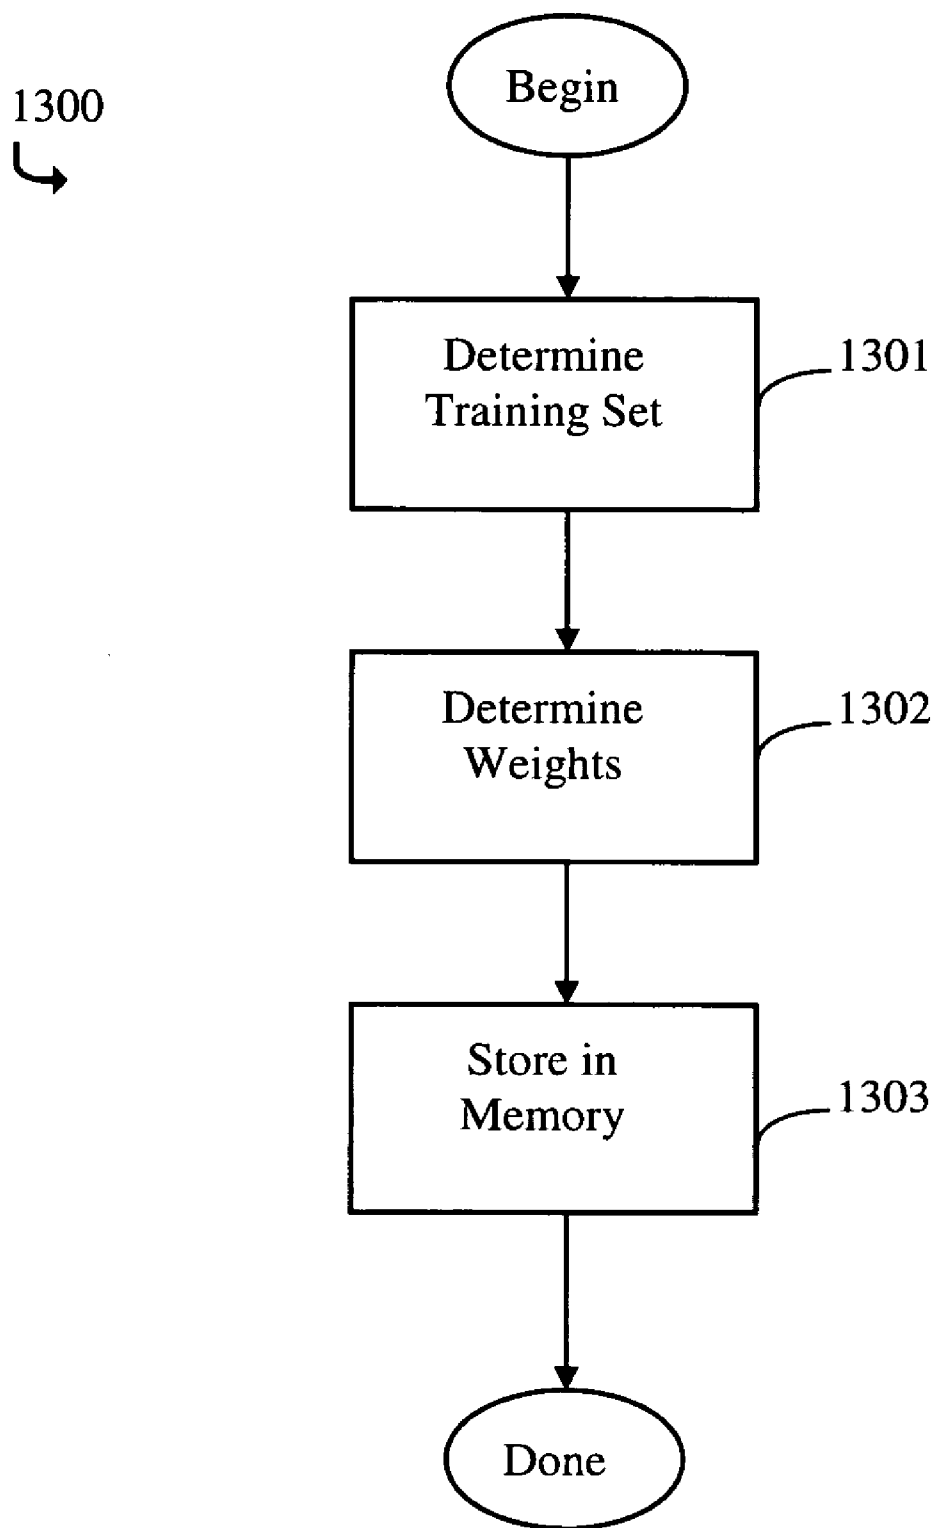 Begin
1300
Determine
Training Set
1301
Determine
Weights
1302
Store in
Memory
1303
Done